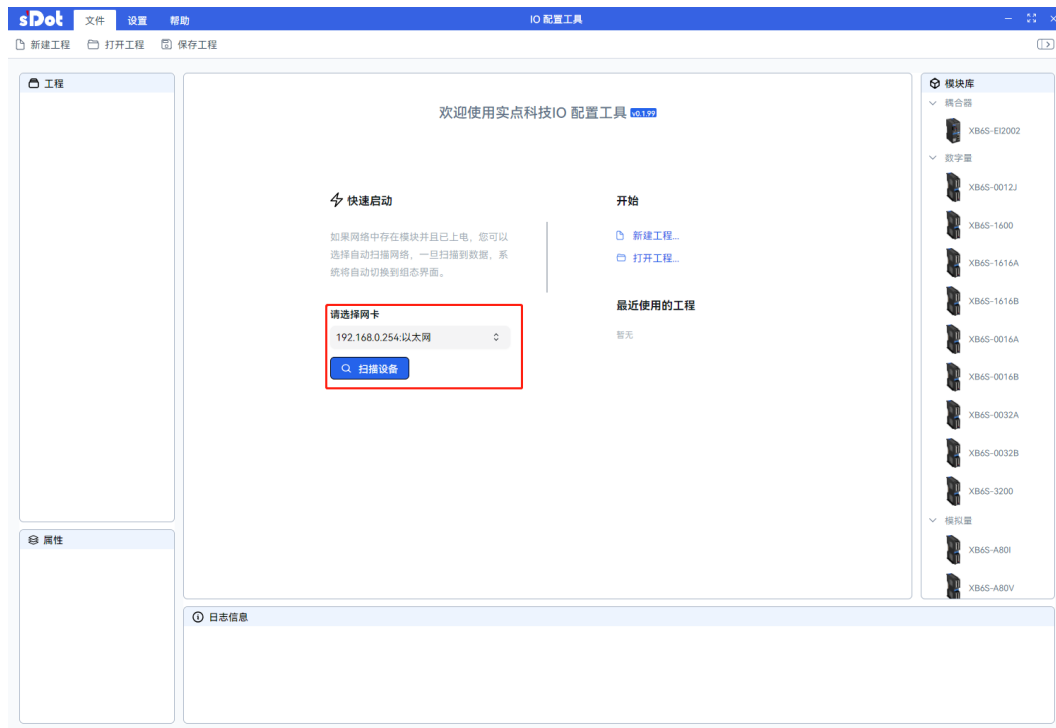 sDot 文件 设置 帮助 IO 配置工具
新建工程 打开工程 保存工程
工程
欢迎使用实点科技IO 配置工具 v0.1.99
快速启动
如果网络中存在模块并且已上电，您可以
选择自动扫描网络，一旦扫描到数据，系
统将自动切换到组态界面。
请选择网卡
192.168.0.254:以太网
扫描设备
开始
新建工程...
打开工程...
最近使用的工程
暂无
模块库
耦合器
XB6S-EI2002
数字量
XB6S-0012J
XB6S-1600
XB6S-1616A
XB6S-1616B
XB6S-0016A
XB6S-0016B
XB6S-0032A
XB6S-0032B
XB6S-3200
模拟量
XB6S-A80I
XB6S-A80V
属性
日志信息